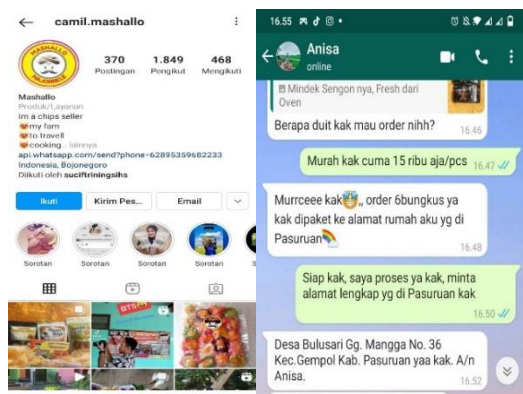 camil.mashallo
MASHALLO
370
Postingan
1.849
Pengikut
468
Mengikuti
Mashallo
Produk/Layanan
Im a chips seller
my fam
to travell
cooking... lainnya
api.whatsapp.com/send?phone=62895359682233
Indonesia, Bojonegoro
Diikuti oleh suciftriningsihs
Ikuti
Kirim Pes...
Email
Sorotan
Sorotan
Sorotan
Sorotan
S
BTS
16.55
Anisa
online
Mindek Sengon nya, Fresh dari
Oven
Berapa duit kak mau order nihh?
16.46
Murah kak cuma 15 ribu aja/pcs
16.47
Murrceee kak,, order 6bungkus ya
kak dipaket ke alamat rumah aku yg di
Pasuruan
16.48
Siap kak, saya proses ya kak, minta
alamat lengkap yg di Pasuruan kak
16.50
Desa Bulusari Gg. Mangga No. 36
Kec.Gempol Kab. Pasuruan yaa kak. A/n
Anisa.
16.52